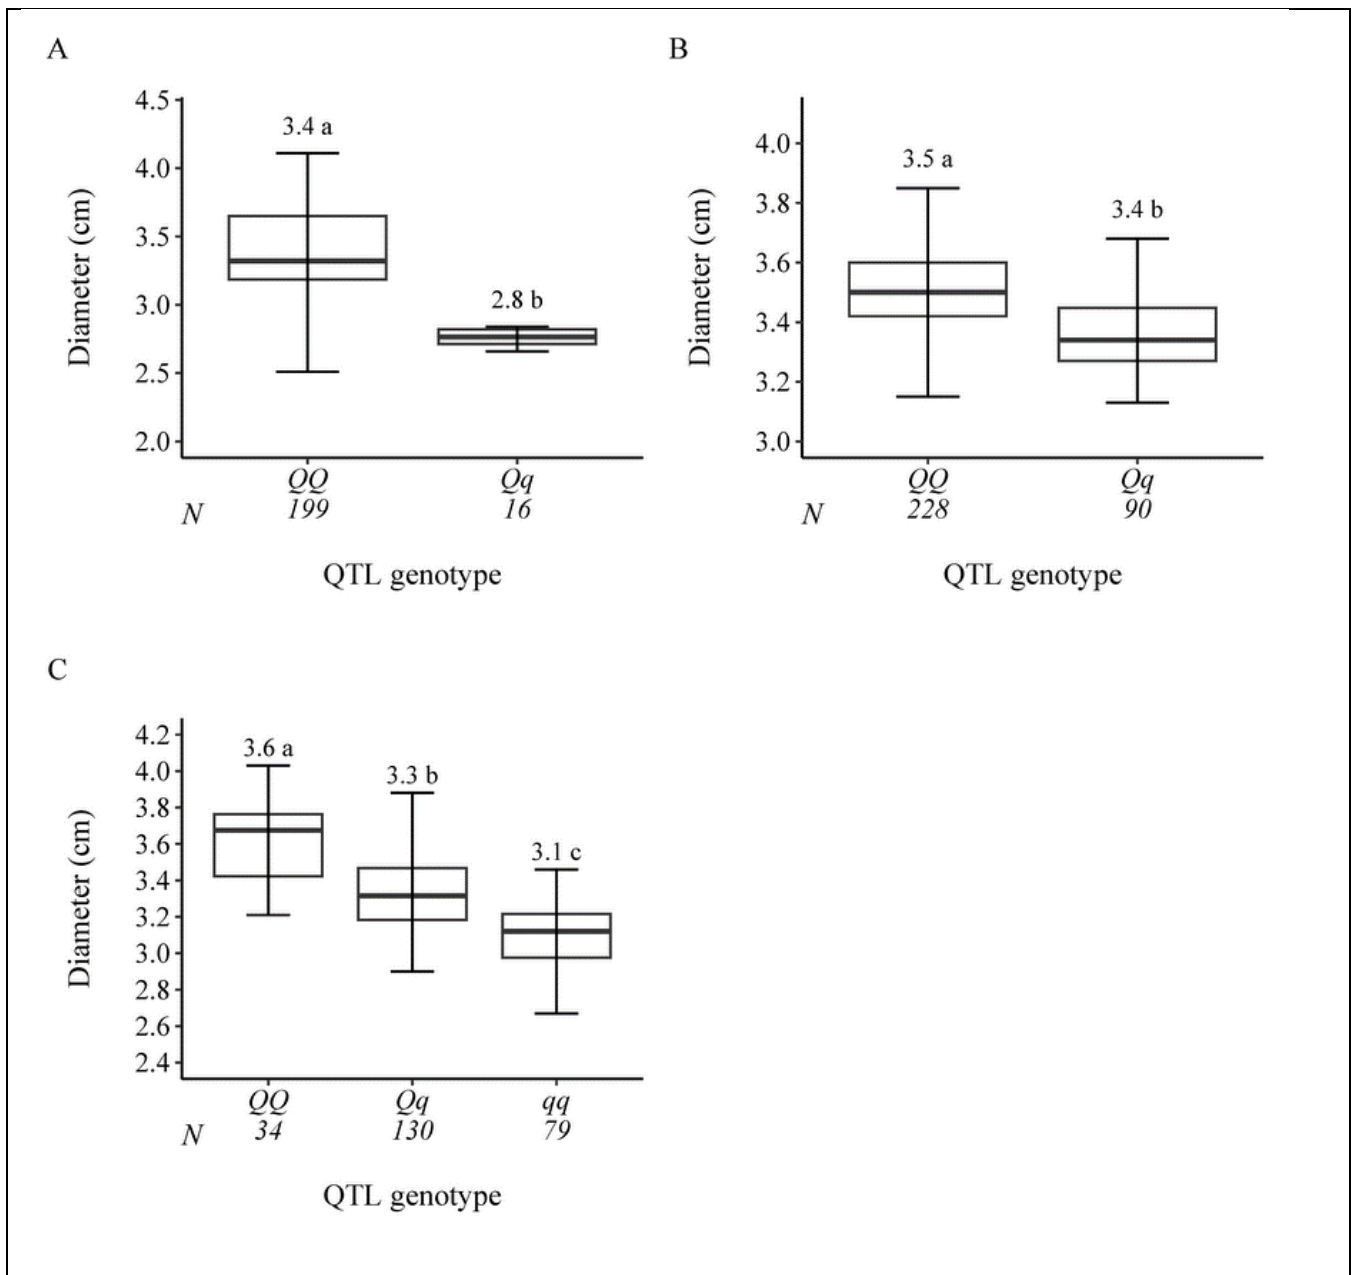 A
4.5
4.0
3.5
3.0
2.5
2.0
Diameter (cm)
3.4 a
2.8 b
QQ Qq
N 199 16
QTL genotype
B
4.0
3.8
3.6
3.4
3.2
3.0
Diameter (cm)
3.5 a
3.4 b
QQ Qq
N 228 90
QTL genotype
C
4.2
4.0
3.8
3.6
3.4
3.2
3.0
2.8
2.6
2.4
Diameter (cm)
3.6 a
3.3 b
3.1 c
QQ Qq qq
N 34 130 79
QTL genotype